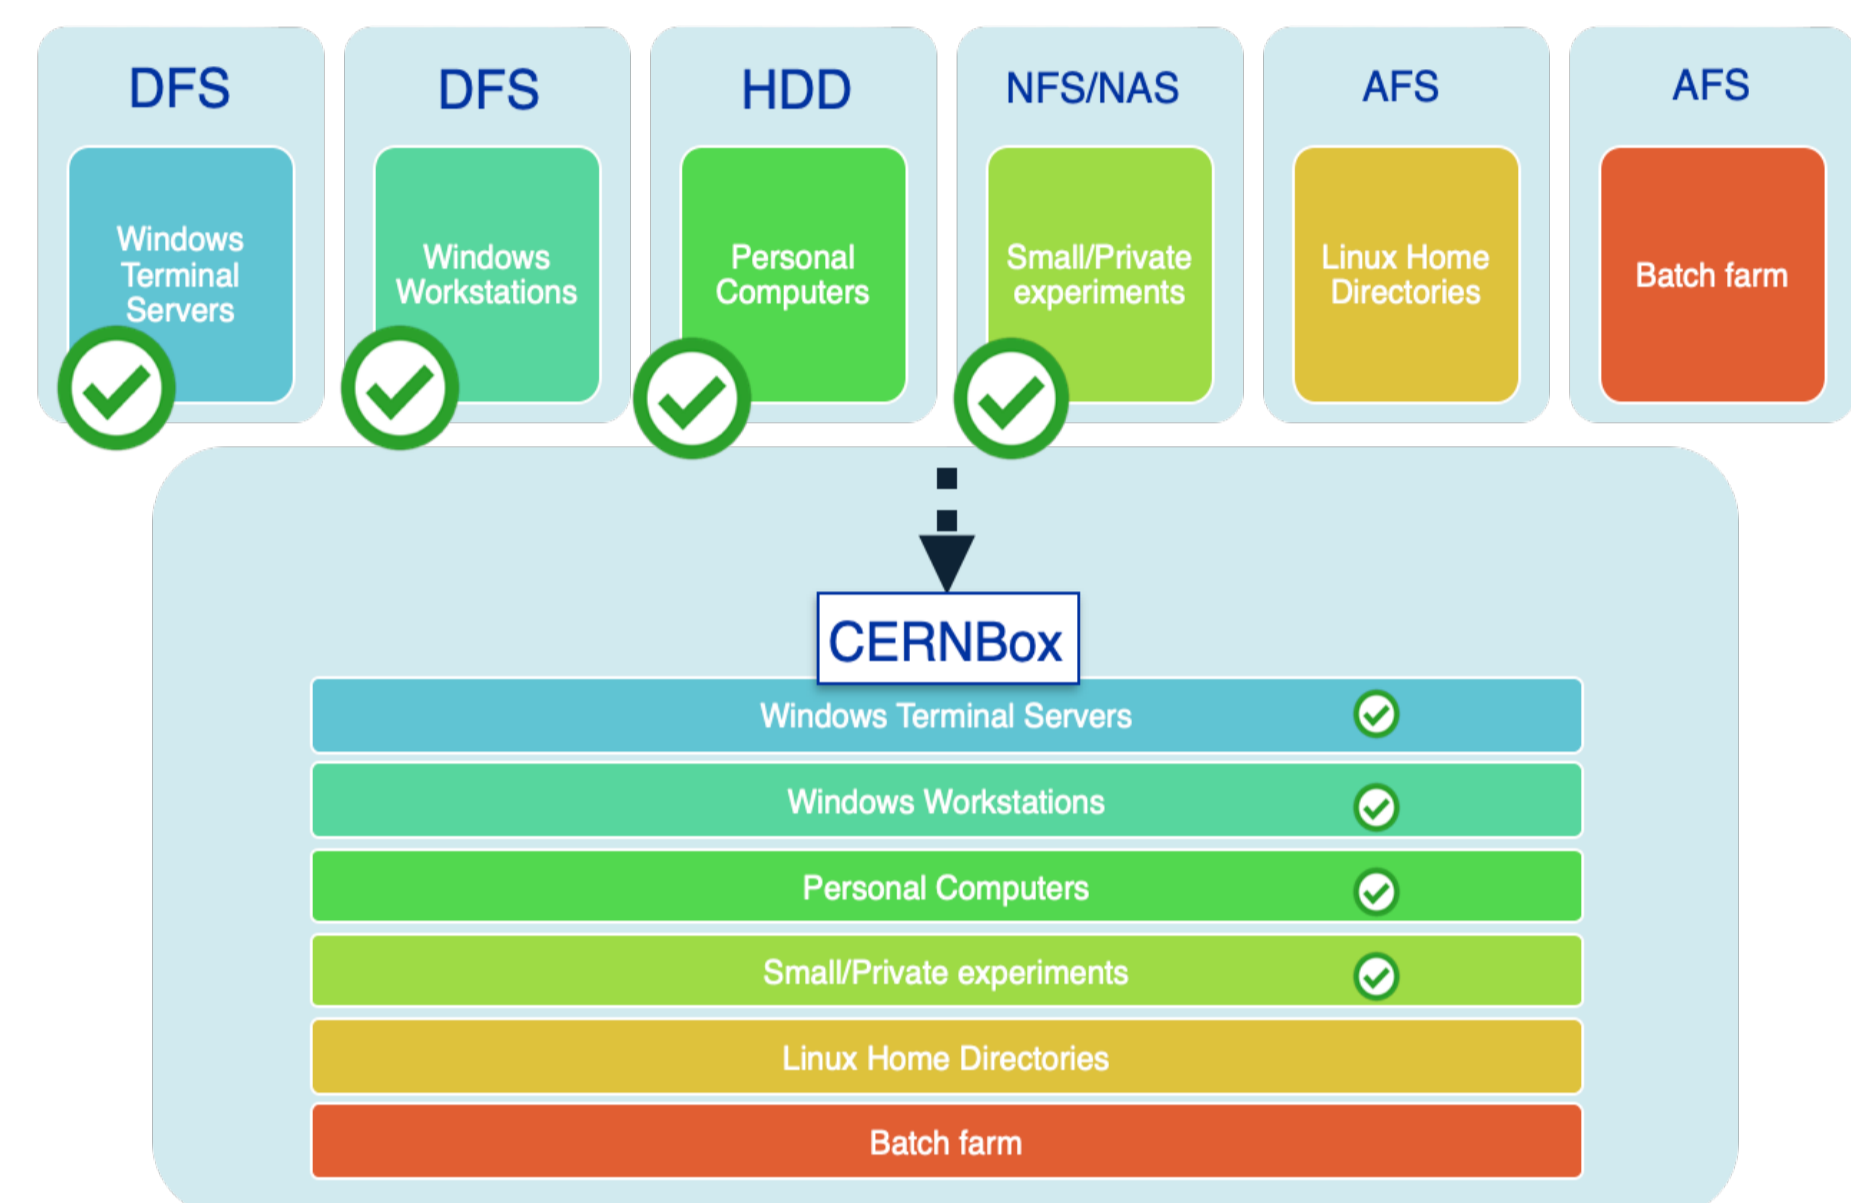 DFS
Windows
Terminal
Servers
DFS
Windows
Workstations
HDD
Personal
Computers
NFS/NAS
Small/Private
experiments
AFS
Linux Home
Directories
AFS
Batch farm
CERNBox
Windows Terminal Servers
Windows Workstations
Personal Computers
Small/Private experiments
Linux Home Directories
Batch farm